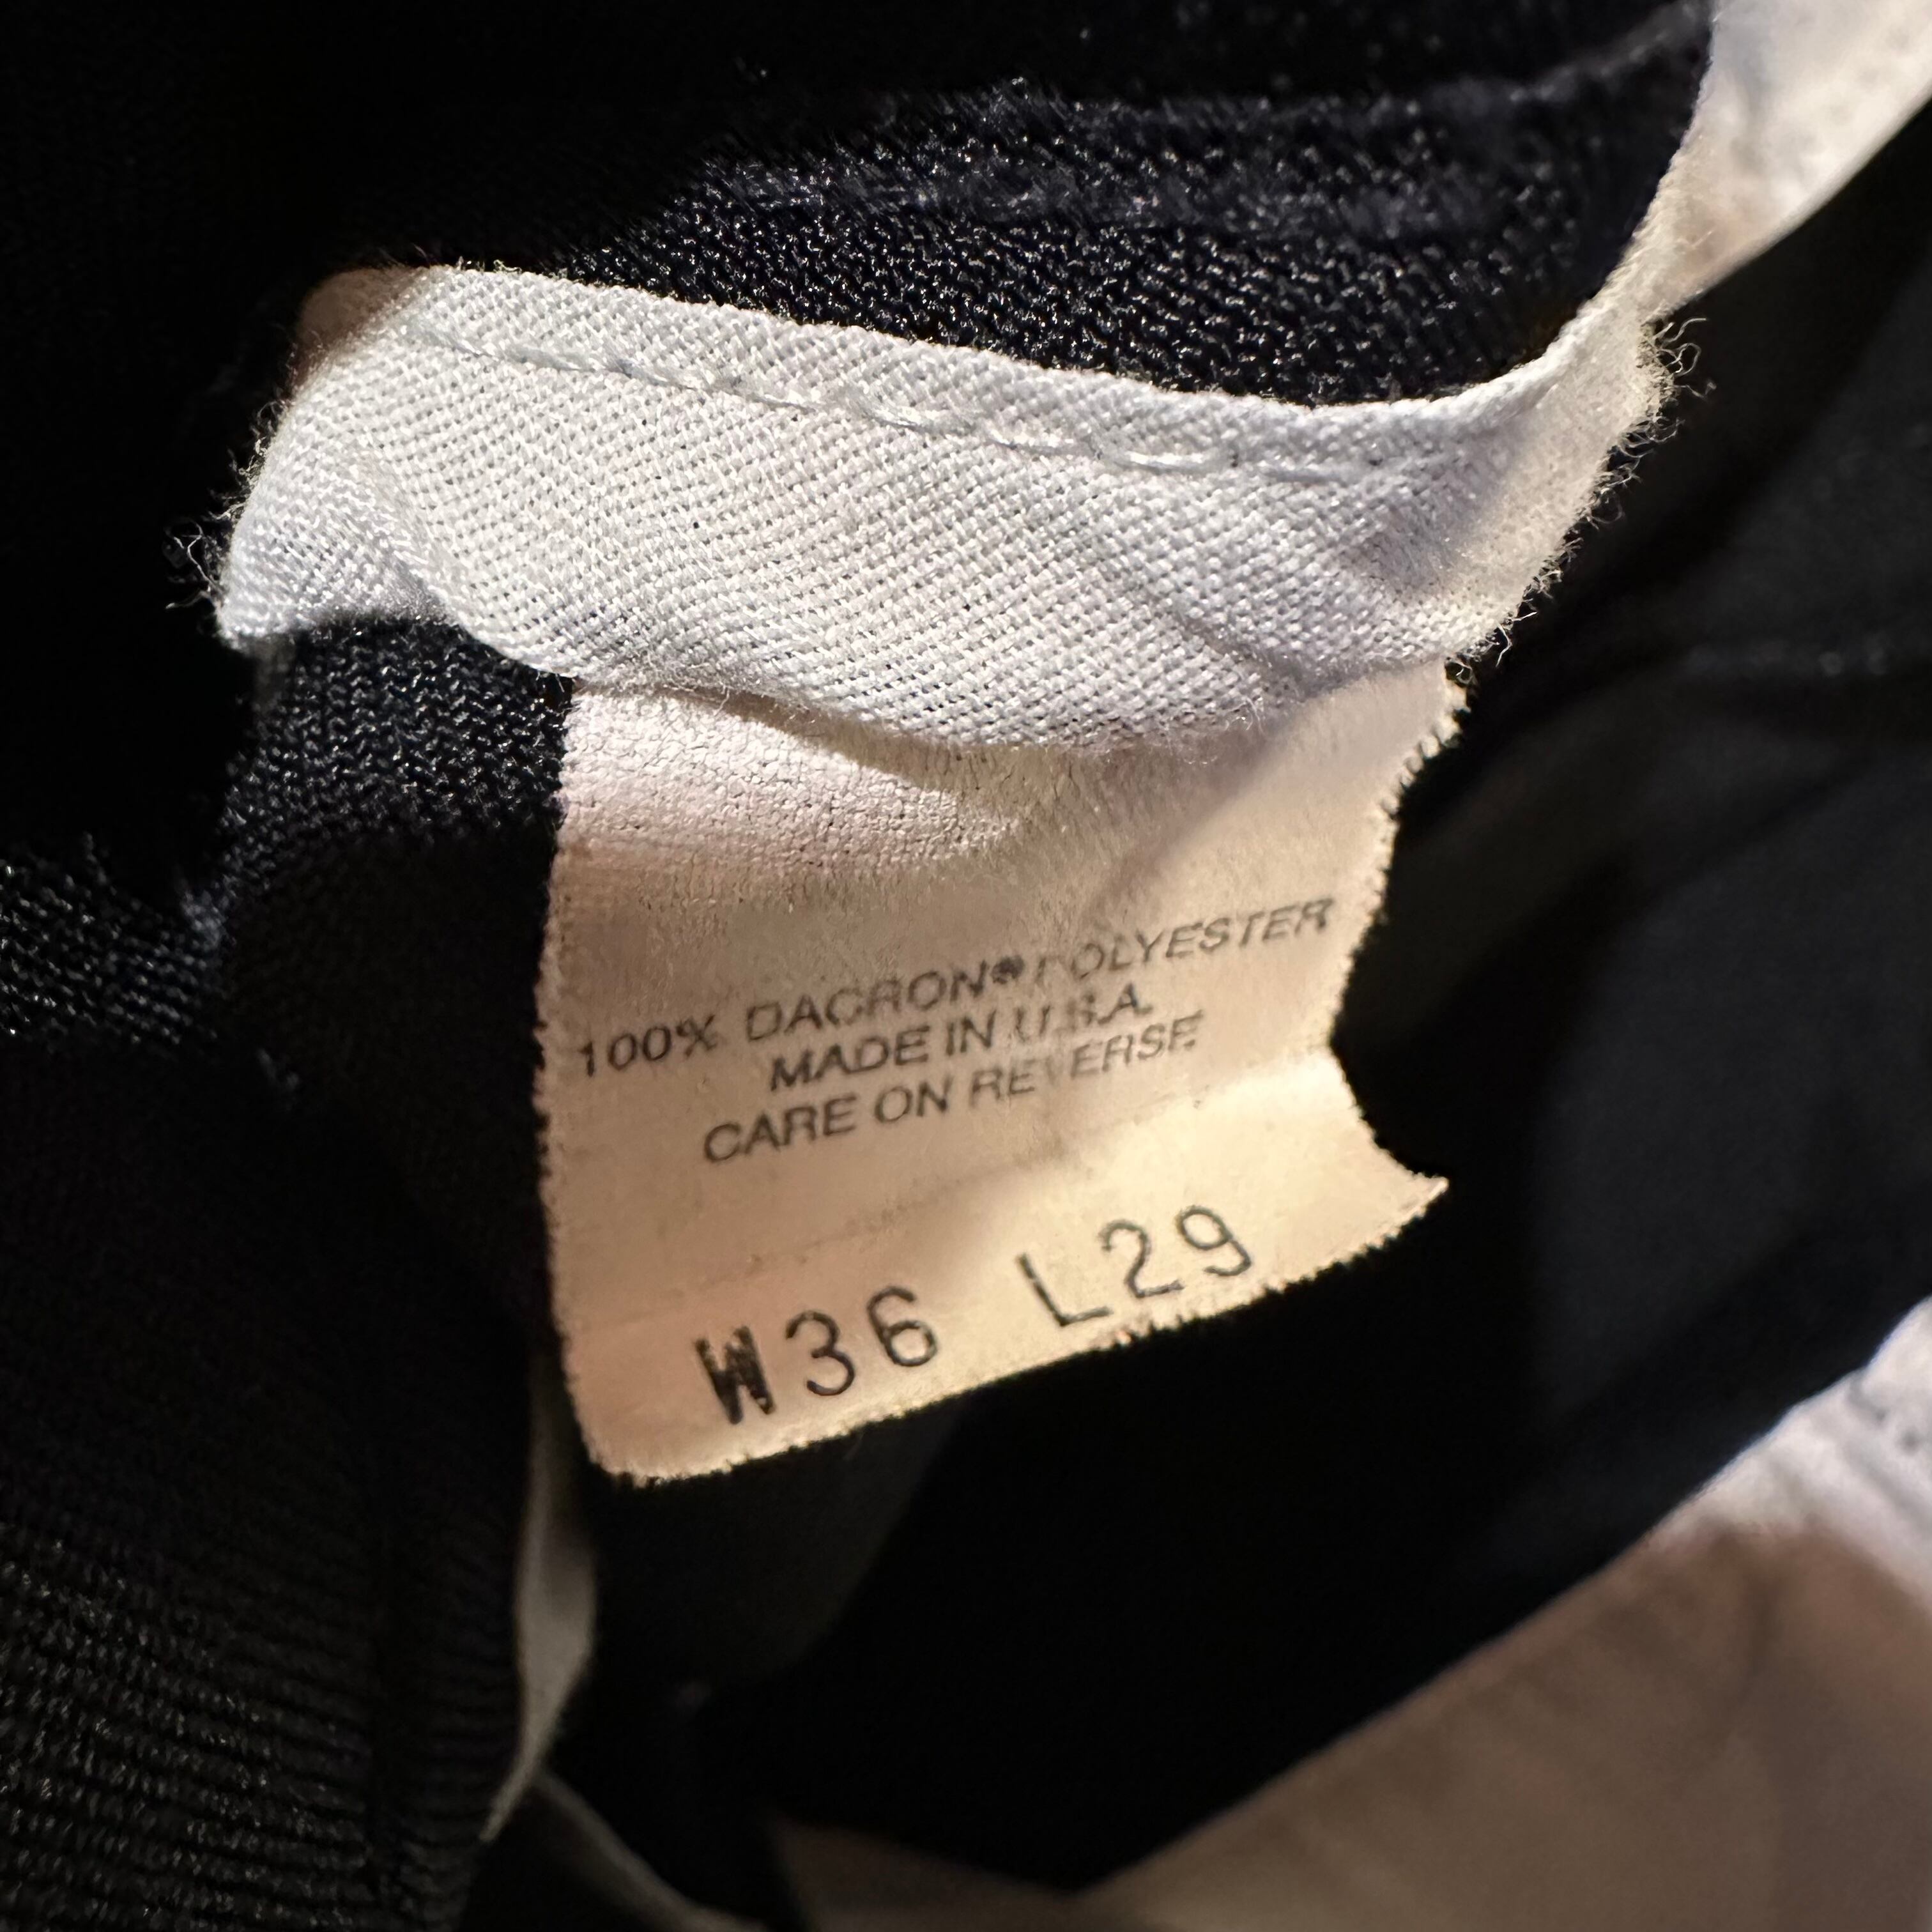 100% DACRON® POLYESTER
MADE IN U.S.A.
CARE ON REVERSE
W36 L29